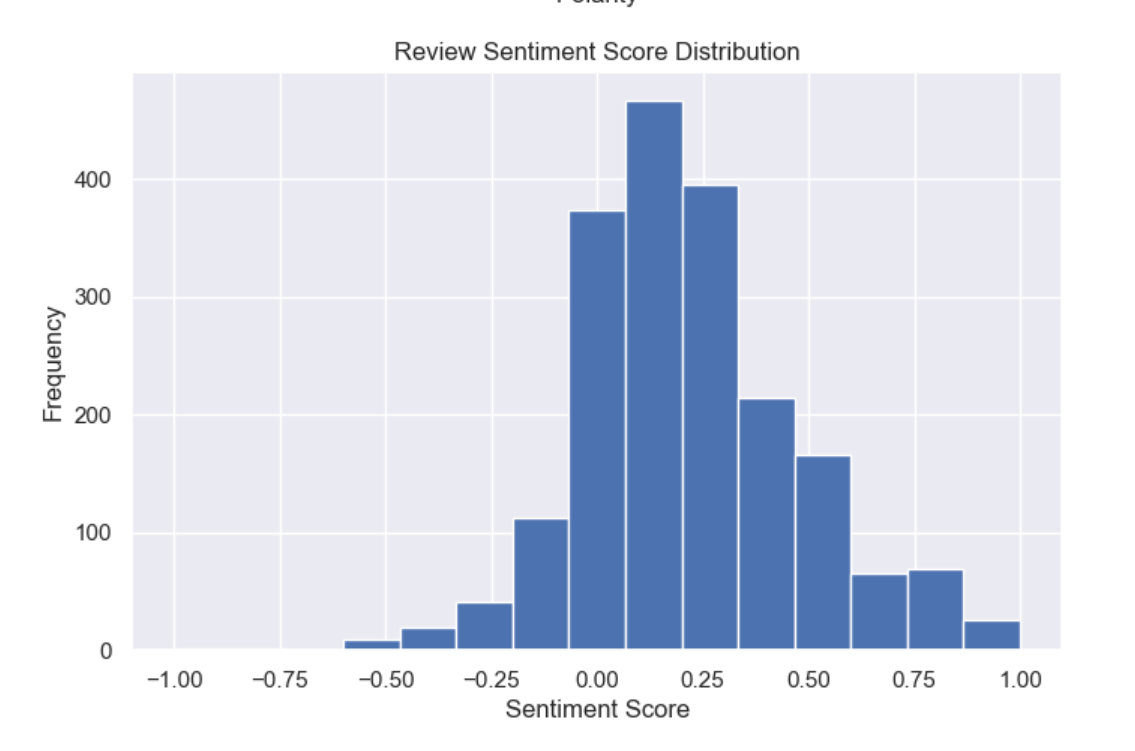 Polarity
Review Sentiment Score Distribution
400
300
200
100
0
Frequency
−1.00 −0.75 −0.50 −0.25 0.00 0.25 0.50 0.75 1.00
Sentiment Score